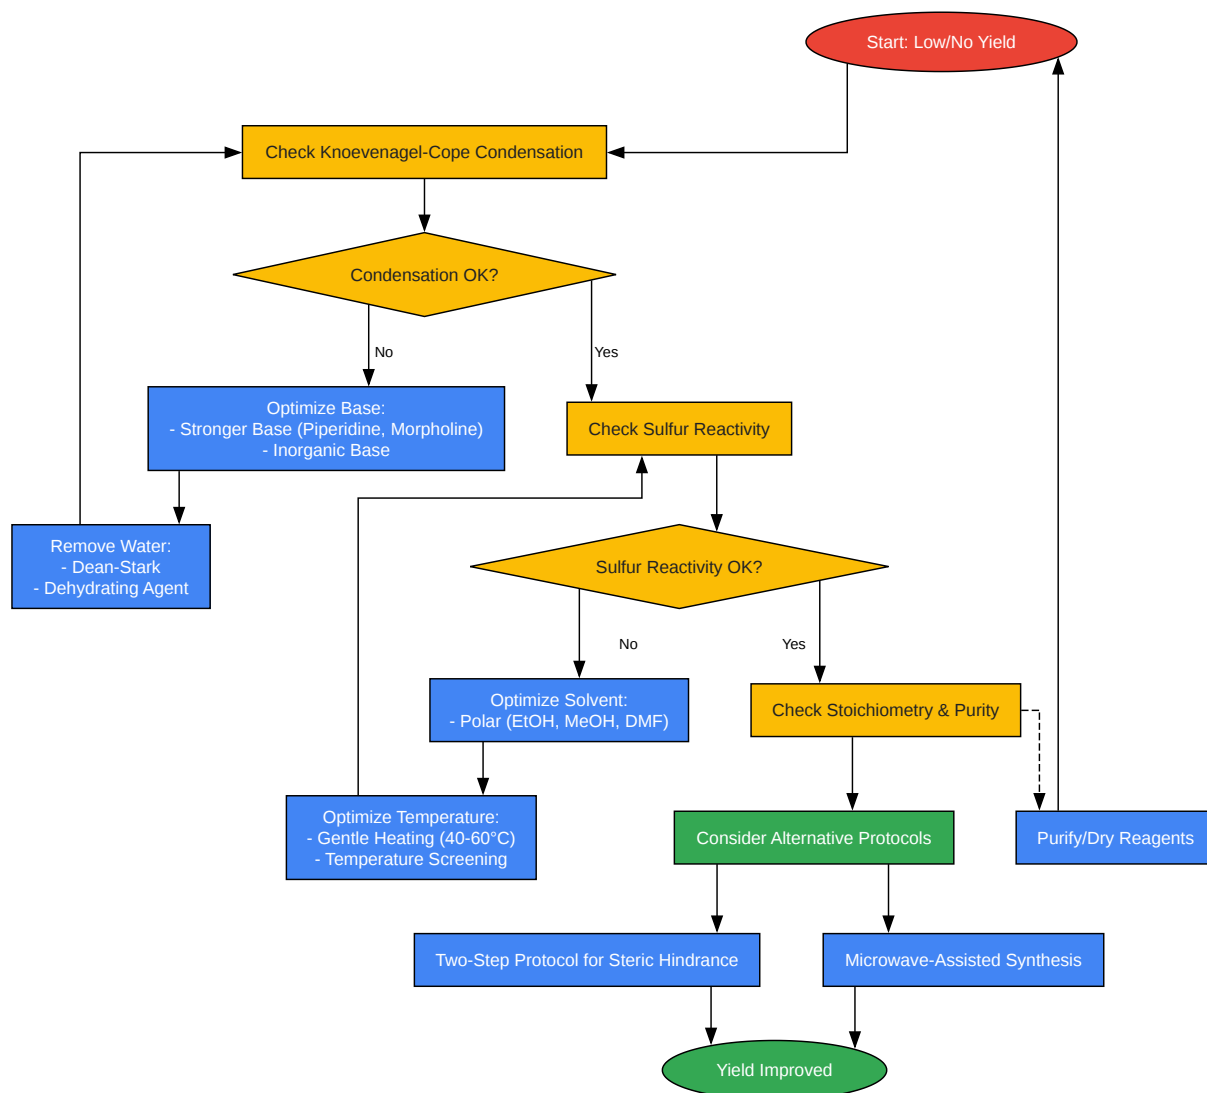 Start: Low/No Yield
Check Knoevenagel-Cope Condensation
Condensation OK?
No
Yes
Optimize Base:
- Stronger Base (Piperidine, Morpholine)
- Inorganic Base
Check Sulfur Reactivity
Remove Water:
- Dean-Stark
- Dehydrating Agent
Sulfur Reactivity OK?
No
Yes
Optimize Solvent:
- Polar (EtOH, MeOH, DMF)
Check Stoichiometry & Purity
Optimize Temperature:
- Gentle Heating (40-60°C)
- Temperature Screening
Consider Alternative Protocols
Purify/Dry Reagents
Two-Step Protocol for Steric Hindrance
Microwave-Assisted Synthesis
Yield Improved